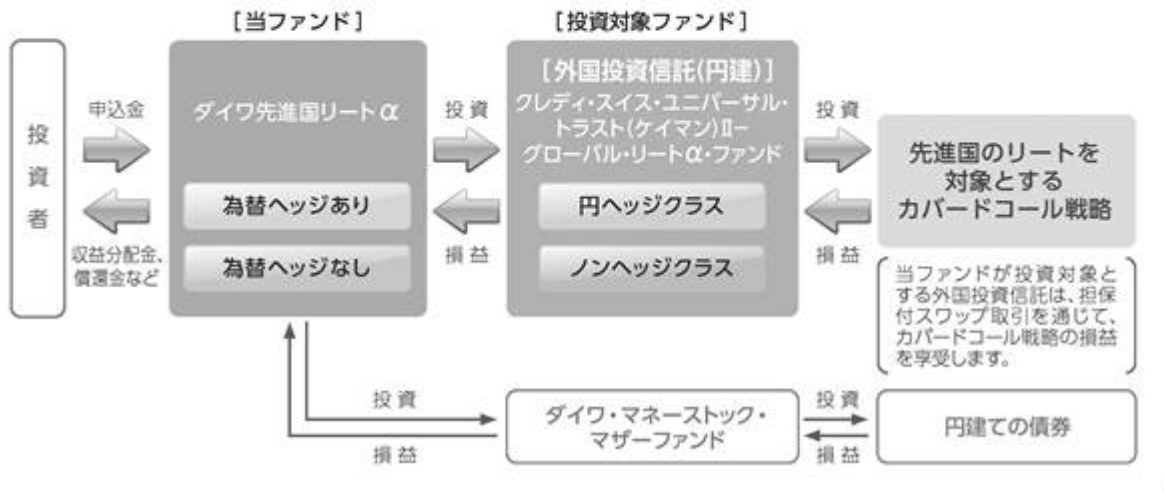 [当ファンド]
[投資対象ファンド]
投資者
申込金
収益分配金、
償還金など
ダイワ先進国リートα
為替ヘッジあり
為替ヘッジなし
投資
損益
[外国投資信託(円建)]
クレディ・スイス・ユニバーサル・
トラスト(ケイマン)Ⅱ−
グローバル・リートα・ファンド
円ヘッジクラス
ノンヘッジクラス
投資
損益
先進国のリートを
対象とする
カバードコール戦略
当ファンドが投資対象と
する外国投資信託は、担保
付スワップ取引を通じて、
カバードコール戦略の損益
を享受します。
投資
損益
ダイワ・マネーストック・
マザーファンド
投資
損益
円建ての債券